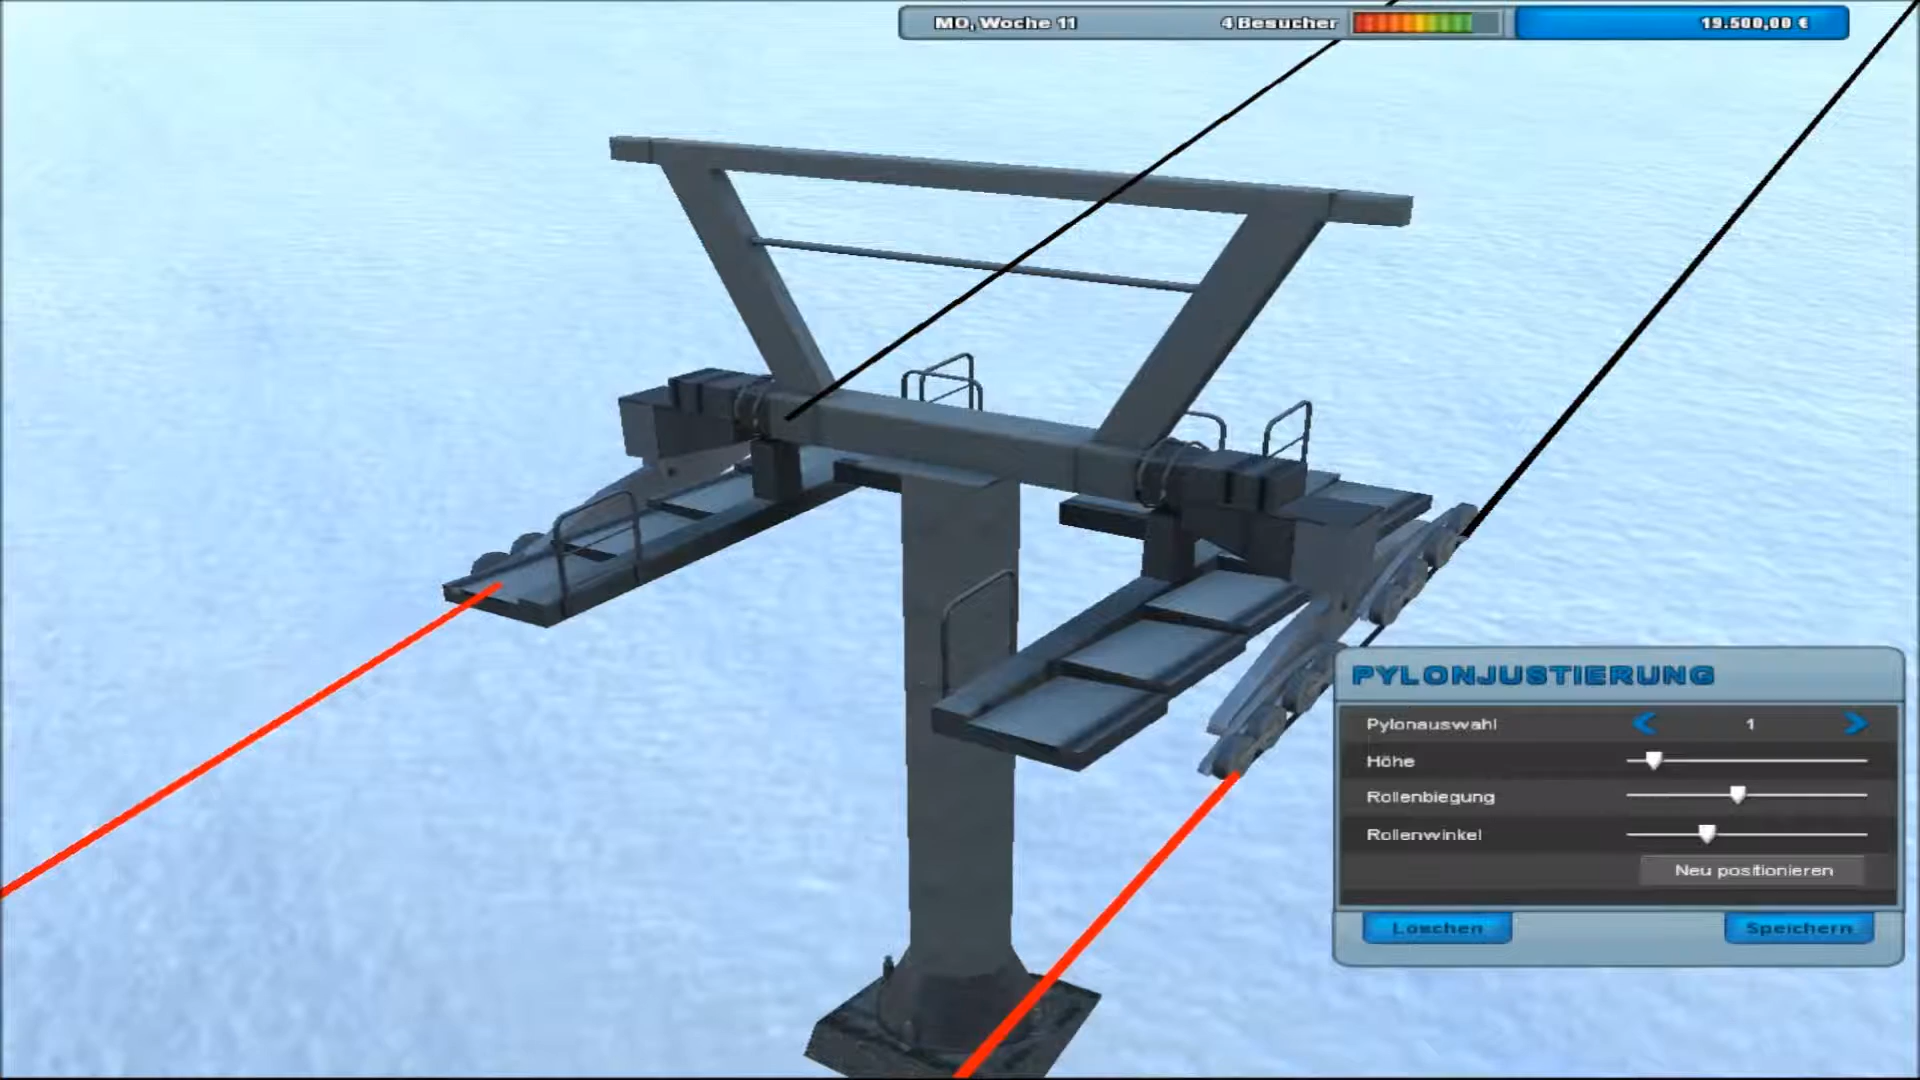 MO, Woche 11 4 Besucher 19.500,00 €
PYLONJUSTIERUNG
Pylonauswahl 1
Höhe
Rollenbiegung
Rollenwinkel
Neu positionieren
Löschen Speichern